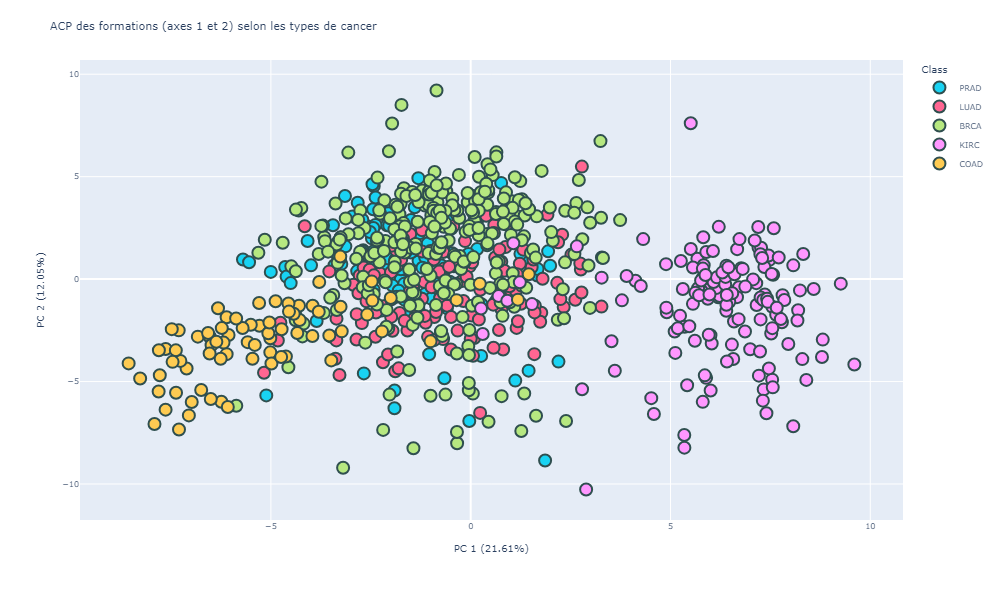 ACP des formations (axes 1 et 2) selon les types de cancer
Class
PRAD
LUAD
BRCA
KIRC
COAD
10
5
0
−5
−10
PC 2 (12.05%)
−5
0
5
10
PC 1 (21.61%)